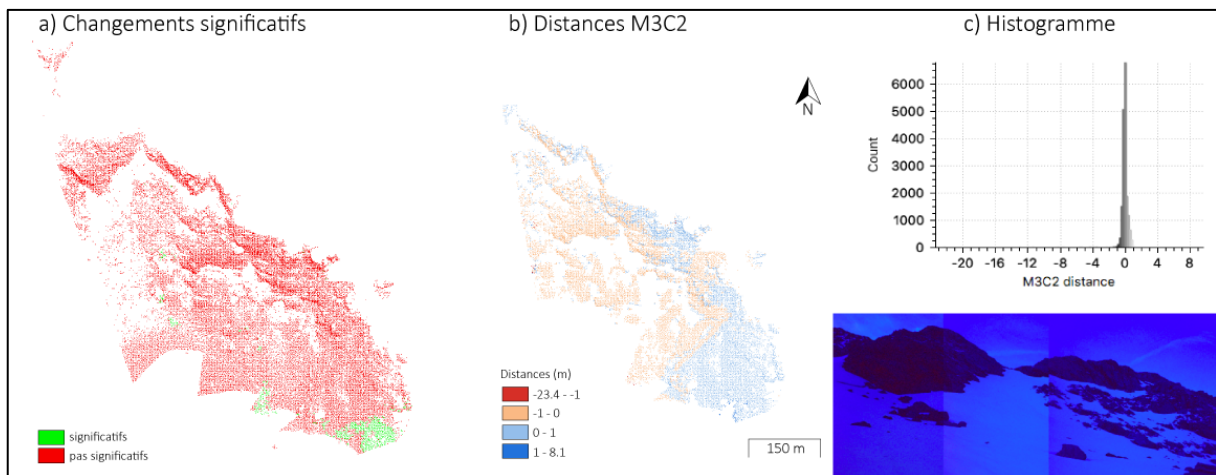 a) Changements significatifs
b) Distances M3C2
c) Histogramme
N
6000
5000
4000
3000
2000
1000
0
Count
-20 -16 -12 -8 -4 0 4 8
M3C2 distance
Distances (m)
-23.4 - -1
-1 - 0
0 - 1
1 - 8.1
150 m
significatifs
pas significatifs